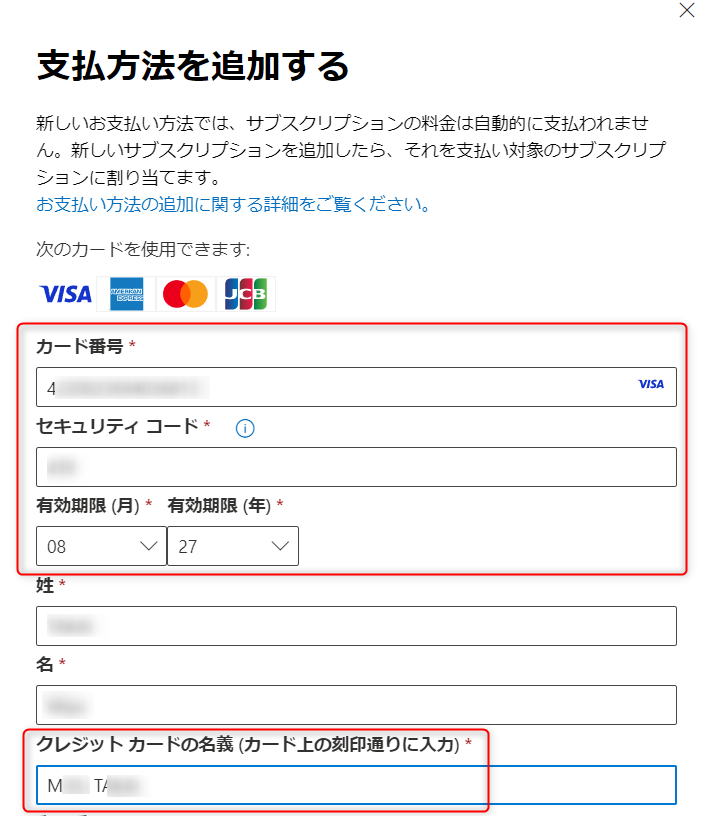 支払方法を追加する
新しいお支払い方法では、サブスクリプションの料金は自動的に支払われませ
ん。新しいサブスクリプションを追加したら、それを支払い対象のサブスクリプ
ションに割り当てます。
お支払い方法の追加に関する詳細をご覧ください。
次のカードを使用できます:
VISA AMERICAN EXPRESS JCB
カード番号 *
4 VISA
セキュリティ コード *
有効期限 (月) * 有効期限 (年) *
08 27
姓 *
名 *
クレジット カードの名義 (カード上の刻印通りに入力) *